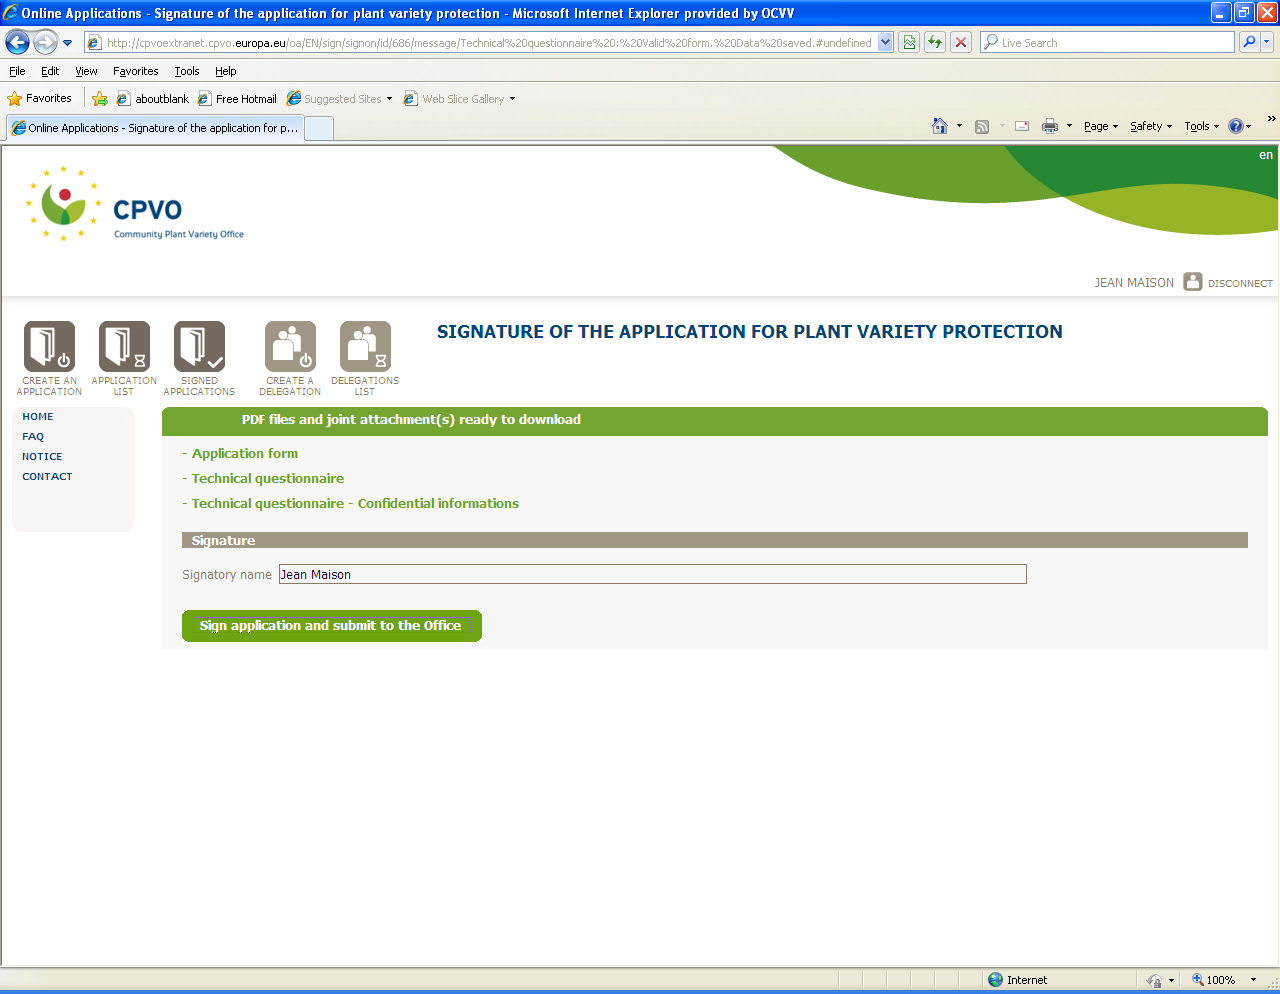 Online Applications - Signature of the application for plant variety protection - Microsoft Internet Explorer provided by OCVV
http://cpvoextranet.cpvo.europa.eu/oa/EN/sign/signon/id/686/message/Technical%20questionnaire%20:%20Valid%20form.%20Data%20saved.#undefined
Live Search
File Edit View Favorites Tools Help
Favorites aboutblank Free Hotmail Suggested Sites Web Slice Gallery
Online Applications - Signature of the application for p...
Page Safety Tools
en
CPVO
Community Plant Variety Office
JEAN MAISON DISCONNECT
SIGNATURE OF THE APPLICATION FOR PLANT VARIETY PROTECTION
CREATE AN
APPLICATION
APPLICATION
LIST
SIGNED
APPLICATIONS
CREATE A
DELEGATION
DELEGATIONS
LIST
HOME
FAQ
NOTICE
CONTACT
PDF files and joint attachment(s) ready to download
- Application form
- Technical questionnaire
- Technical questionnaire - Confidential informations
Signature
Signatory name Jean Maison
Sign application and submit to the Office
Internet
100%